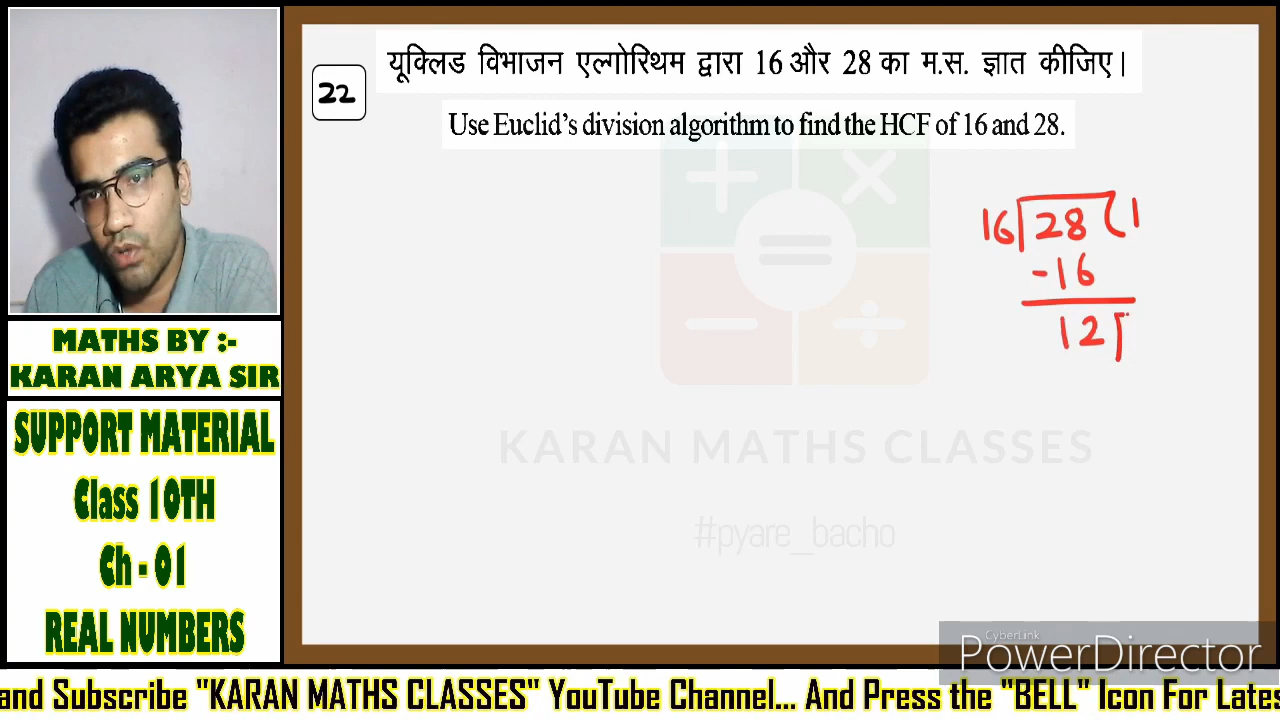 यूक्लिड विभाजन एल्गोरिथम द्वारा 16 और 28 का म.स. ज्ञात कीजिए।
22
Use Euclid's division algorithm to find the HCF of 16 and 28.
16 28 1
-16
12
MATHS BY :-
KARAN ARYA SIR
SUPPORT MATERIAL
Class 10TH
Ch - 01
REAL NUMBERS
KARAN MATHS CLASSES
#pyare_bacho
CyberLink
PowerDirector
and Subscribe "KARAN MATHS CLASSES" YouTube Channel... And Press the "BELL" Icon For Lates